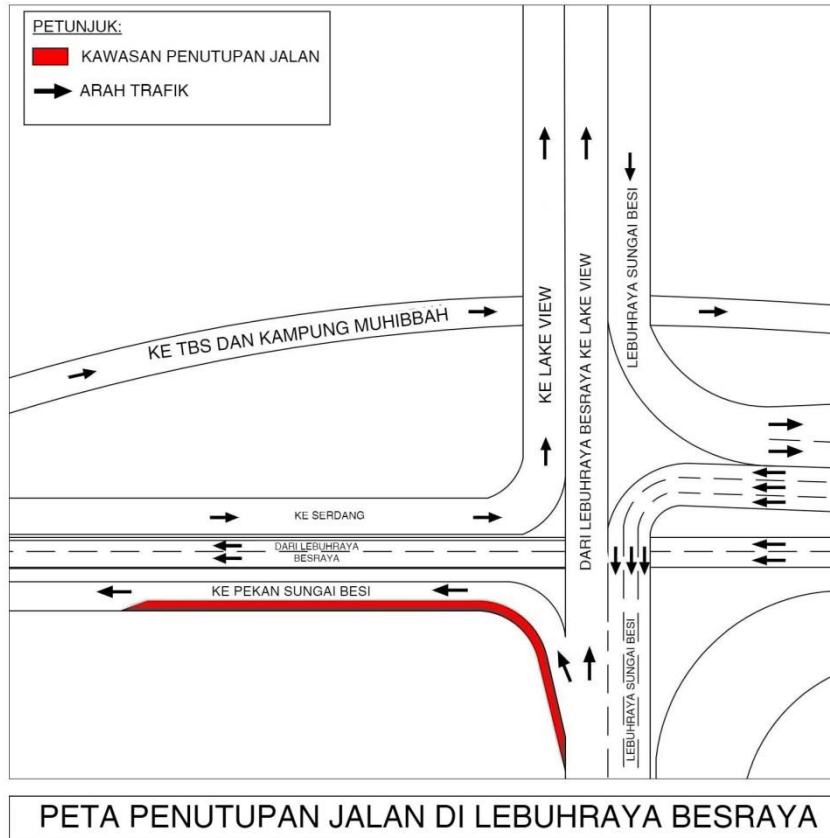 PETUNJUK:
KAWASAN PENUTUPAN JALAN
ARAH TRAFIK
KE LAKE VIEW
DARI LEBUHRAYA BESRAYA KE LAKE VIEW
LEBUHRAYA SUNGAI BESI
KE TBS DAN KAMPUNG MUHIBBAH
KE SERDANG
DARI LEBUHRAYA
BESRAYA
KE PEKAN SUNGAI BESI
LEBUHRAYA SUNGAI BESI
PETA PENUTUPAN JALAN DI LEBUHRAYA BESRAYA